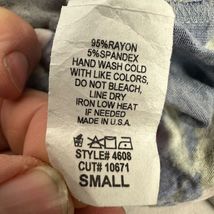 95%RAYON
5%SPANDEX
HAND WASH COLD
WITH LIKE COLORS,
DO NOT BLEACH,
LINE DRY
IRON LOW HEAT
IF NEEDED
MADE IN U.S.A.
STYLE# 4608
CUT# 10671
SMALL